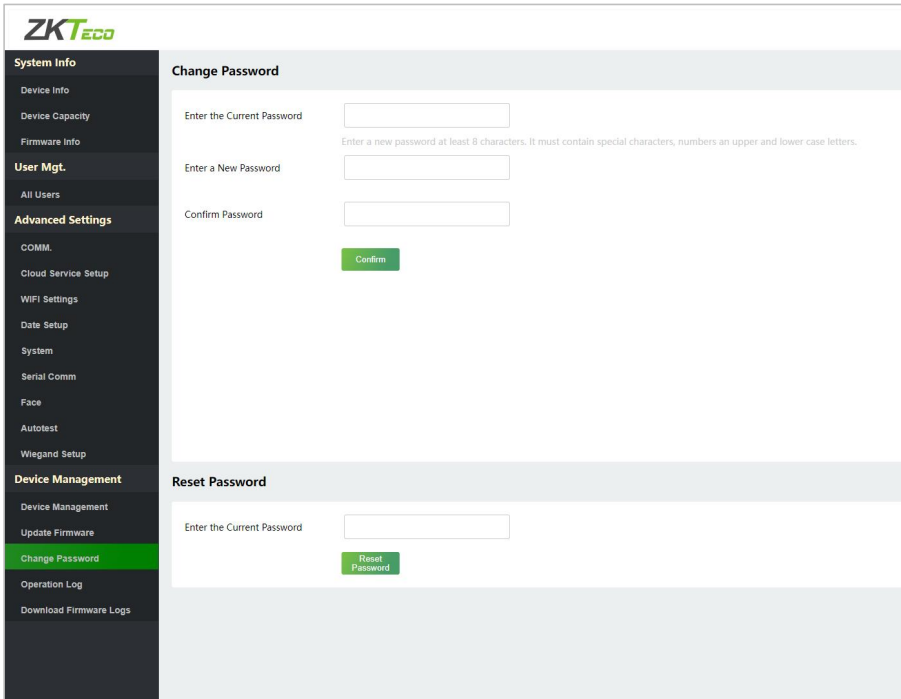 ZKTeco
System Info
Device Info
Device Capacity
Firmware Info
User Mgt.
All Users
Advanced Settings
COMM.
Cloud Service Setup
WIFI Settings
Date Setup
System
Serial Comm
Face
Autotest
Wiegand Setup
Device Management
Device Management
Update Firmware
Change Password
Operation Log
Download Firmware Logs
Change Password
Enter the Current Password
Enter a new password at least 8 characters. It must contain special characters, numbers an upper and lower case letters.
Enter a New Password
Confirm Password
Confirm
Reset Password
Enter the Current Password
Reset
Password